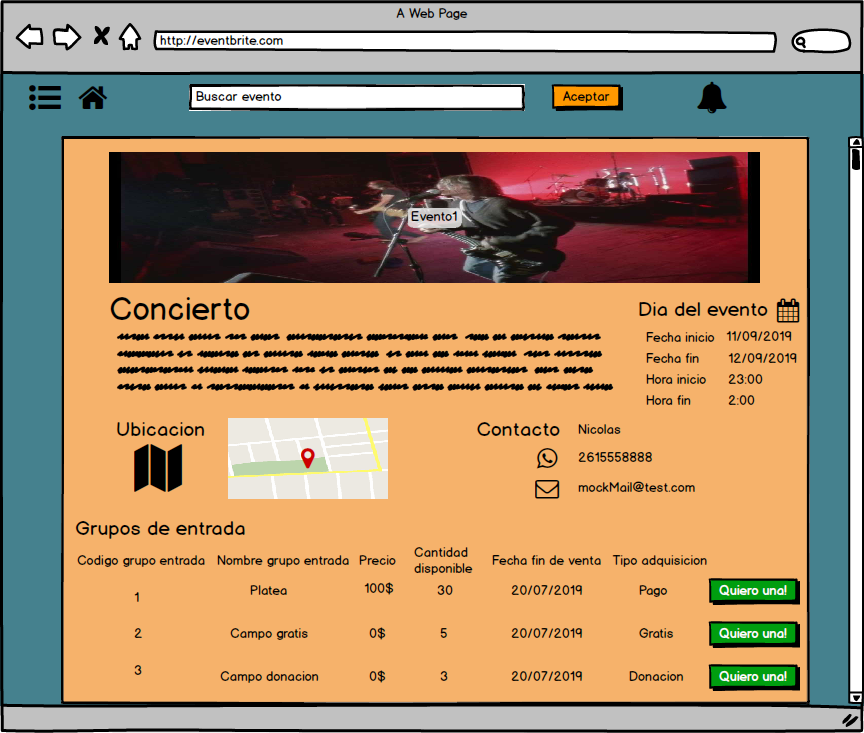 A Web Page
http://eventbrite.com
Buscar evento
Aceptar
Evento1
Concierto
Dia del evento
Fecha inicio 11/09/2019
Fecha fin 12/09/2019
Hora inicio 23:00
Hora fin 2:00
Ubicacion
Contacto Nicolas
2615558888
mockMail@test.com
Grupos de entrada
Codigo grupo entrada Nombre grupo entrada Precio Cantidad disponible Fecha fin de venta Tipo adquisicion
1 Platea 100$ 30 20/07/2019 Pago Quiero una!
2 Campo gratis 0$ 5 20/07/2019 Gratis Quiero una!
3 Campo donacion 0$ 3 20/07/2019 Donacion Quiero una!